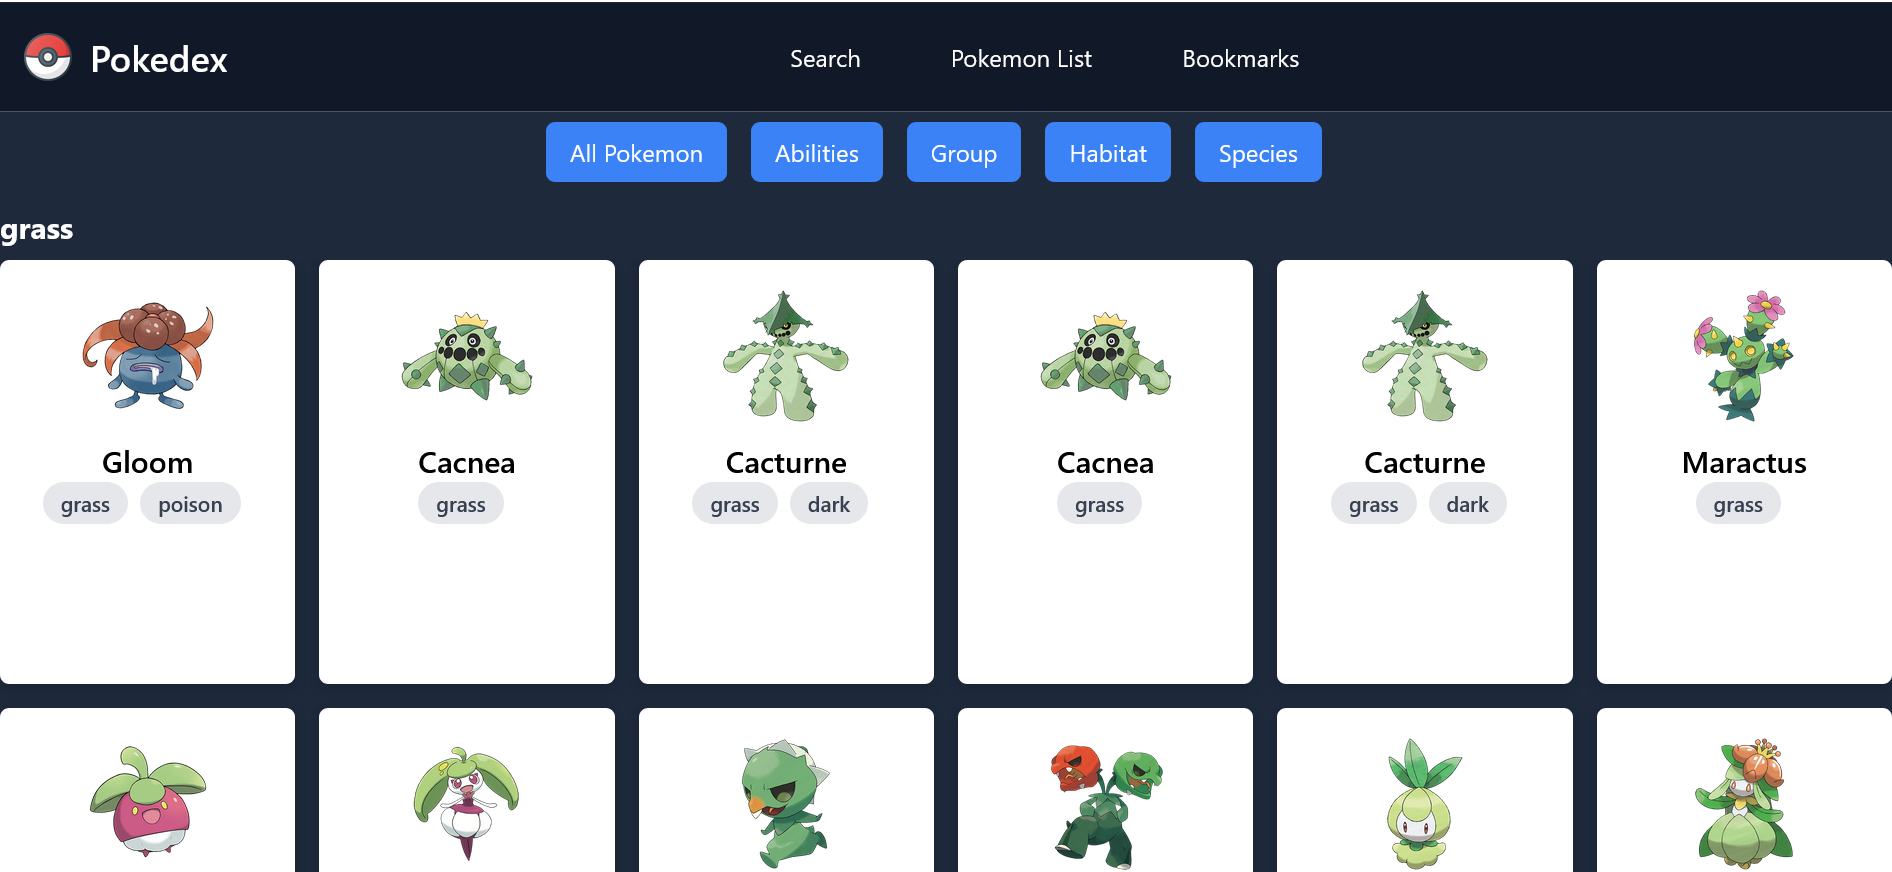 Pokedex
Search Pokemon List Bookmarks
All Pokemon Abilities Group Habitat Species
grass
Gloom Cacnea Cacturne Cacnea Cacturne Maractus
grass poison grass grass dark grass grass dark grass